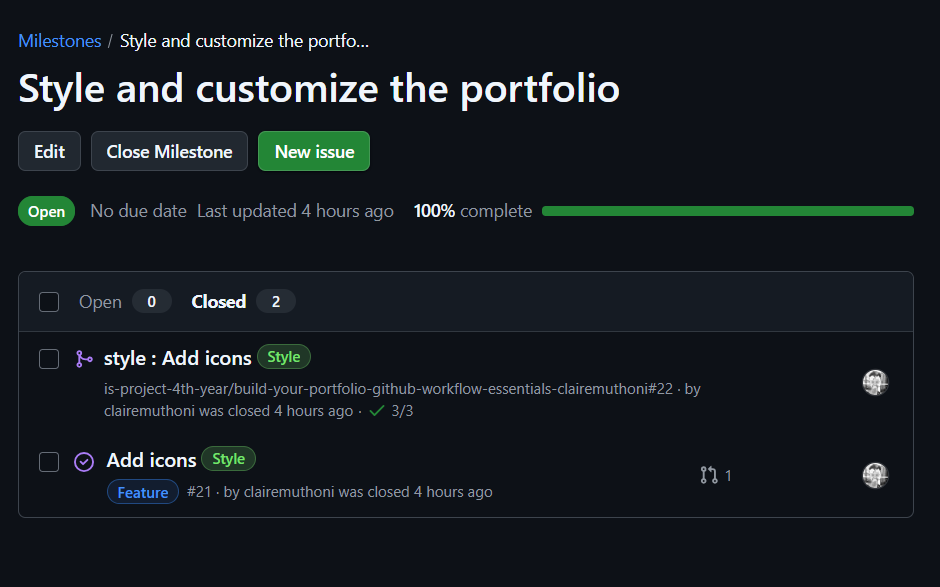 Milestones / Style and customize the portfo...
Style and customize the portfolio
Edit Close Milestone New issue
Open No due date Last updated 4 hours ago 100% complete
Open 0 Closed 2
style : Add icons Style
is-project-4th-year/build-your-portfolio-github-workflow-essentials-clairemuthoni#22 · by
clairemuthoni was closed 4 hours ago · 3/3
Add icons Style
Feature #21 · by clairemuthoni was closed 4 hours ago 1